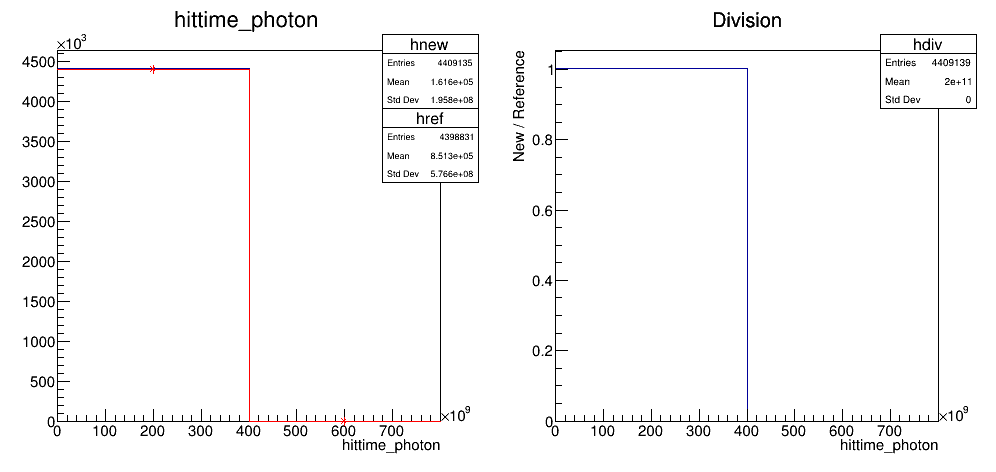 hittime_photon
×10³
4500
4000
3500
3000
2500
2000
1500
1000
500
0
0 100 200 300 400 500 600 700
×10⁹
hittime_photon
hnew
Entries 4409135
Mean 1.616e+05
Std Dev 1.958e+08
href
Entries 4398831
Mean 8.513e+05
Std Dev 5.766e+08
Division
New / Reference
1
0.8
0.6
0.4
0.2
0
0 100 200 300 400 500 600 700
×10⁹
hittime_photon
hdiv
Entries 4409139
Mean 2e+11
Std Dev 0